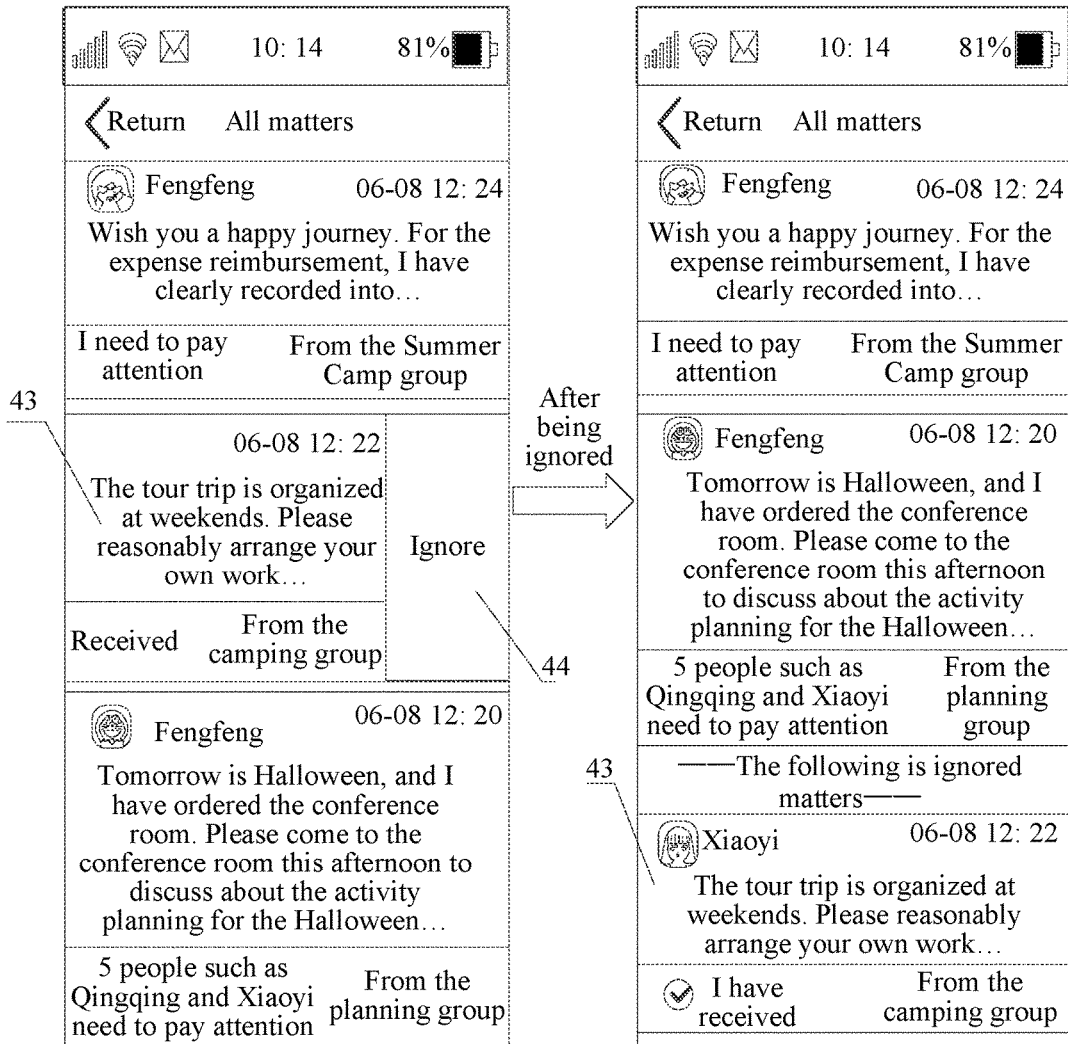 10: 14
81%
Return
All matters
Fengfeng
06-08 12: 24
Wish you a happy journey. For the
expense reimbursement, I have
clearly recorded into…
I need to pay
attention
From the Summer
Camp group
43
06-08 12: 22
The tour trip is organized
at weekends. Please
reasonably arrange your
own work…
Ignore
Received
From the
camping group
44
Fengfeng
06-08 12: 20
Tomorrow is Halloween, and I
have ordered the conference
room. Please come to the
conference room this afternoon to
discuss about the activity
planning for the Halloween…
5 people such as
Qingqing and Xiaoyi
need to pay attention
From the
planning group
After
being
ignored
10: 14
81%
Return
All matters
Fengfeng
06-08 12: 24
Wish you a happy journey. For the
expense reimbursement, I have
clearly recorded into…
I need to pay
attention
From the Summer
Camp group
Fengfeng
06-08 12: 20
Tomorrow is Halloween, and I
have ordered the conference
room. Please come to the
conference room this afternoon
to discuss about the activity
planning for the Halloween…
5 people such as
Qingqing and Xiaoyi
need to pay attention
From the
planning
group
——The following is ignored
matters——
43
Xiaoyi
06-08 12: 22
The tour trip is organized at
weekends. Please reasonably
arrange your own work…
I have
received
From the
camping group